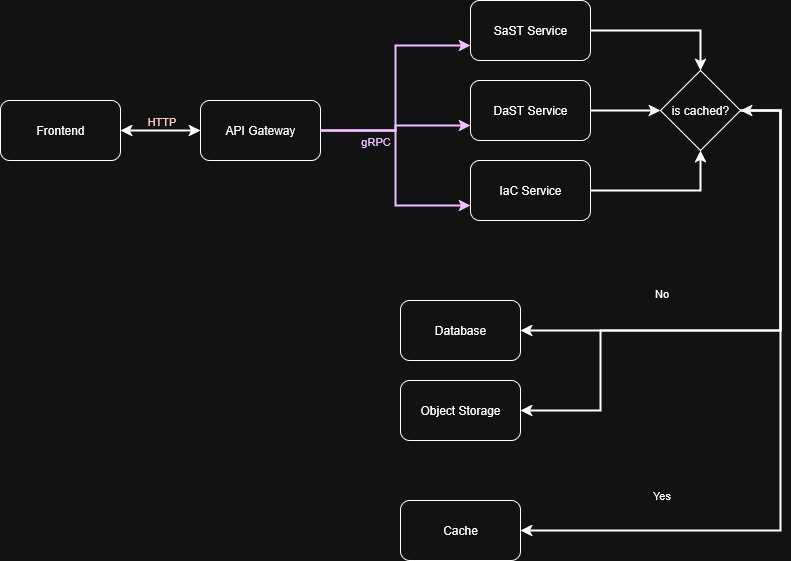 SaST Service
DaST Service
is cached?
Frontend
HTTP
API Gateway
gRPC
IaC Service
No
Database
Object Storage
Yes
Cache